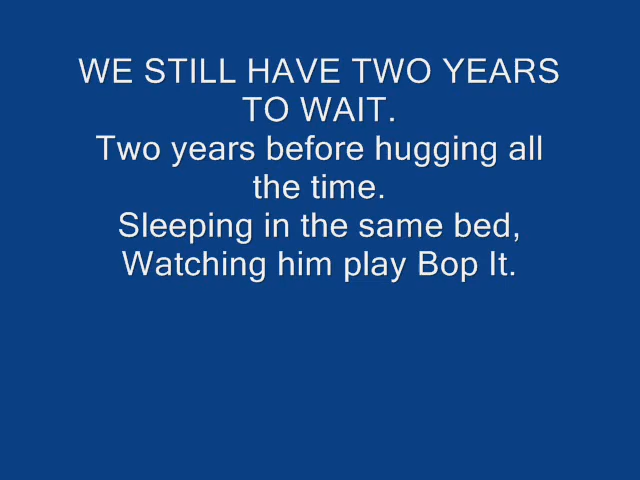 WE STILL HAVE TWO YEARS
TO WAIT.
Two years before hugging all
the time.
Sleeping in the same bed,
Watching him play Bop It.